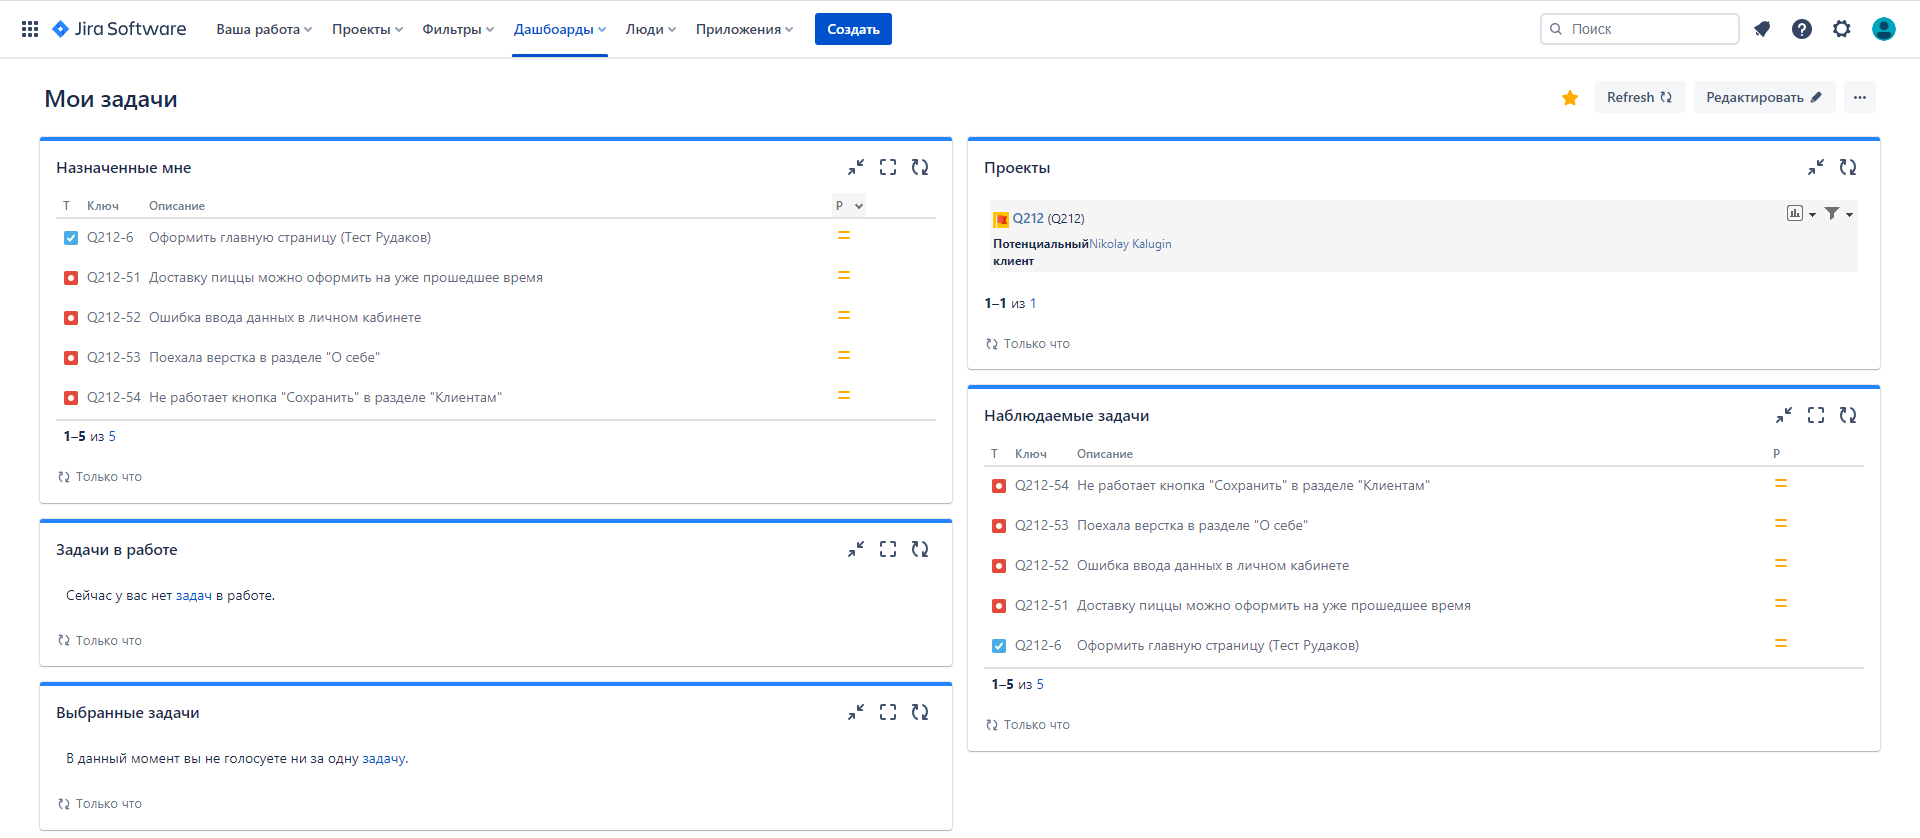 Jira Software Ваша работа Проекты Фильтры Дашбоарды Люди Приложения Создать Поиск
Мои задачи
Refresh Редактировать
Назначенные мне
T Ключ Описание P
Q212-6 Оформить главную страницу (Тест Рудаков)
Q212-51 Доставку пиццы можно оформить на уже прошедшее время
Q212-52 Ошибка ввода данных в личном кабинете
Q212-53 Поехала верстка в разделе "О себе"
Q212-54 Не работает кнопка "Сохранить" в разделе "Клиентам"
1–5 из 5
Только что
Задачи в работе
Сейчас у вас нет задач в работе.
Только что
Выбранные задачи
В данный момент вы не голосуете ни за одну задачу.
Только что
Проекты
Q212 (Q212)
Потенциальный Nikolay Kalugin
клиент
1–1 из 1
Только что
Наблюдаемые задачи
T Ключ Описание P
Q212-54 Не работает кнопка "Сохранить" в разделе "Клиентам"
Q212-53 Поехала верстка в разделе "О себе"
Q212-52 Ошибка ввода данных в личном кабинете
Q212-51 Доставку пиццы можно оформить на уже прошедшее время
Q212-6 Оформить главную страницу (Тест Рудаков)
1–5 из 5
Только что